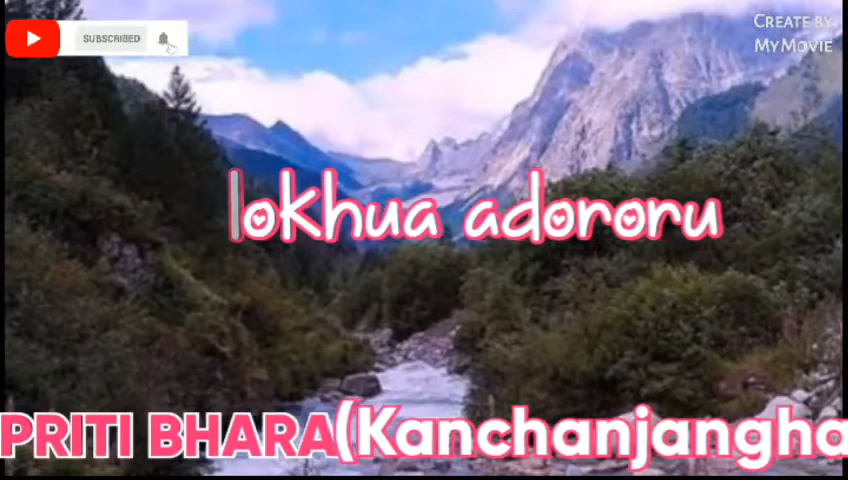 SUBSCRIBED
CREATE BY
MYMOVIE
lokhua adororu
PRITI BHARA(Kanchanjangha